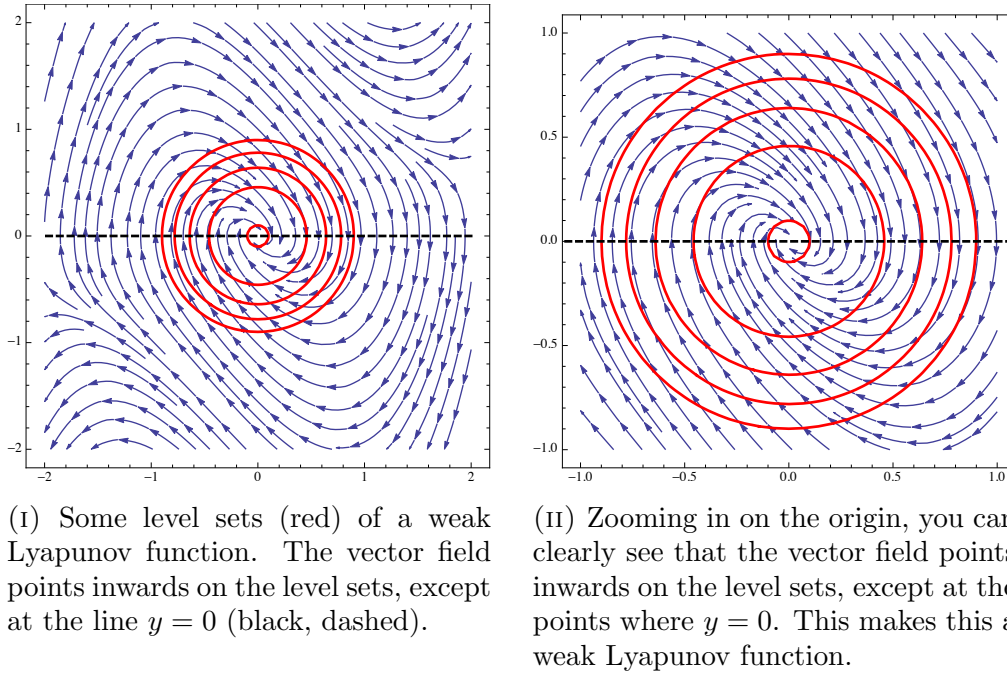 2
1
0
−1
−2
−2
−1
0
1
2
1.0
0.5
0.0
−0.5
−1.0
−1.0
−0.5
0.0
0.5
1.0
(I) Some level sets (red) of a weak
Lyapunov function. The vector field
points inwards on the level sets, except
at the line y = 0 (black, dashed).
(II) Zooming in on the origin, you can
clearly see that the vector field points
inwards on the level sets, except at the
points where y = 0. This makes this a
weak Lyapunov function.